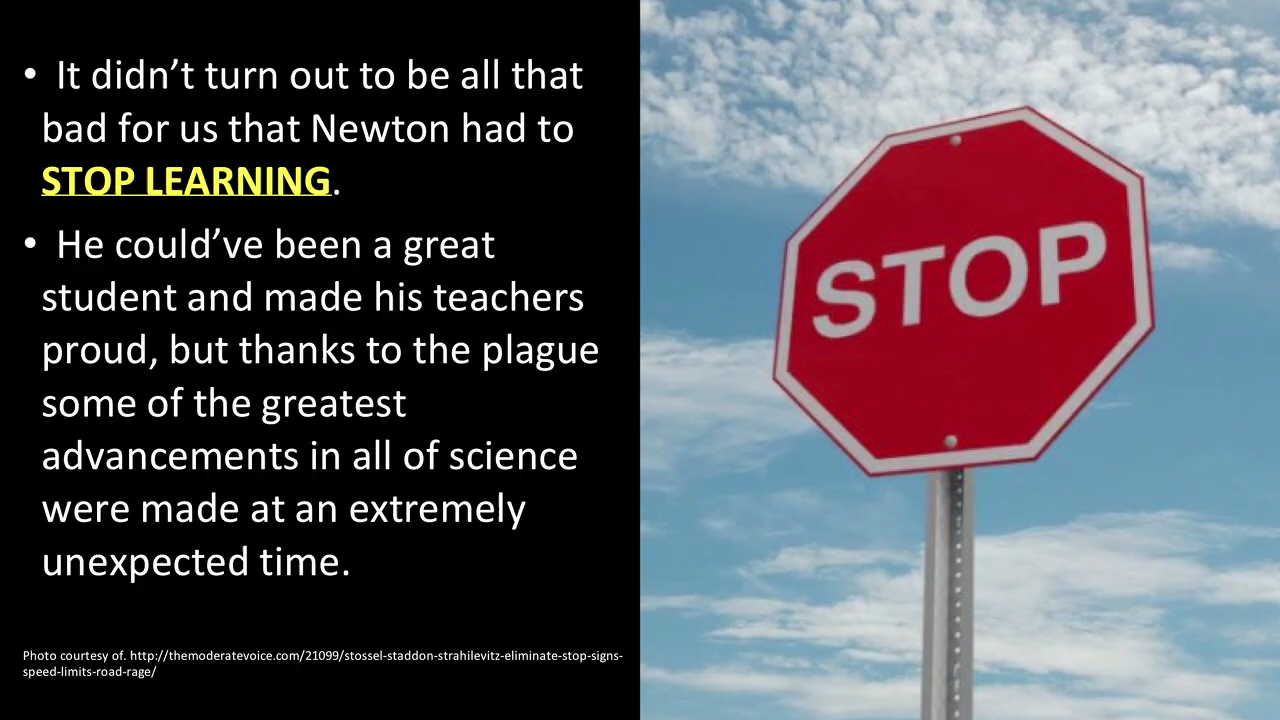 • It didn’t turn out to be all that
bad for us that Newton had to
STOP LEARNING.
• He could’ve been a great
student and made his teachers
proud, but thanks to the plague
some of the greatest
advancements in all of science
were made at an extremely
unexpected time.
Photo courtesy of. http://themoderatevoice.com/21099/stossel-staddon-strahilevitz-eliminate-stop-signs-
speed-limits-road-rage/
STOP